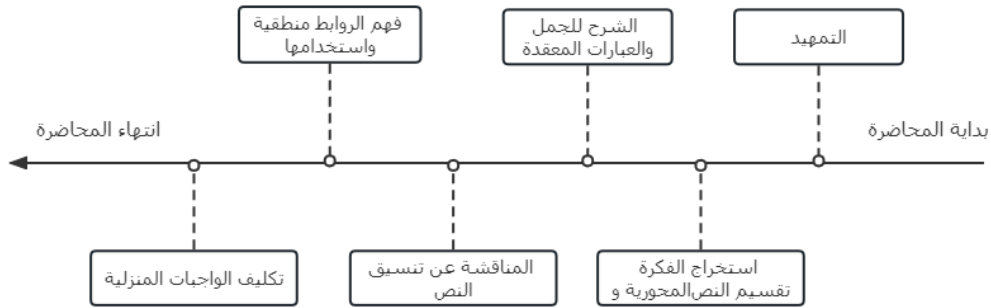 التمهيد
الشرح للجمل
والعبارات المعقدة
فهم الروابط منطقية
واستخدامها
بداية المحاضرة
انتهاء المحاضرة
استخراج الفكرة
تقسيم النصالمحورية و
المناقشة عن تنسيق
النص
تكليف الواجبات المنزلية